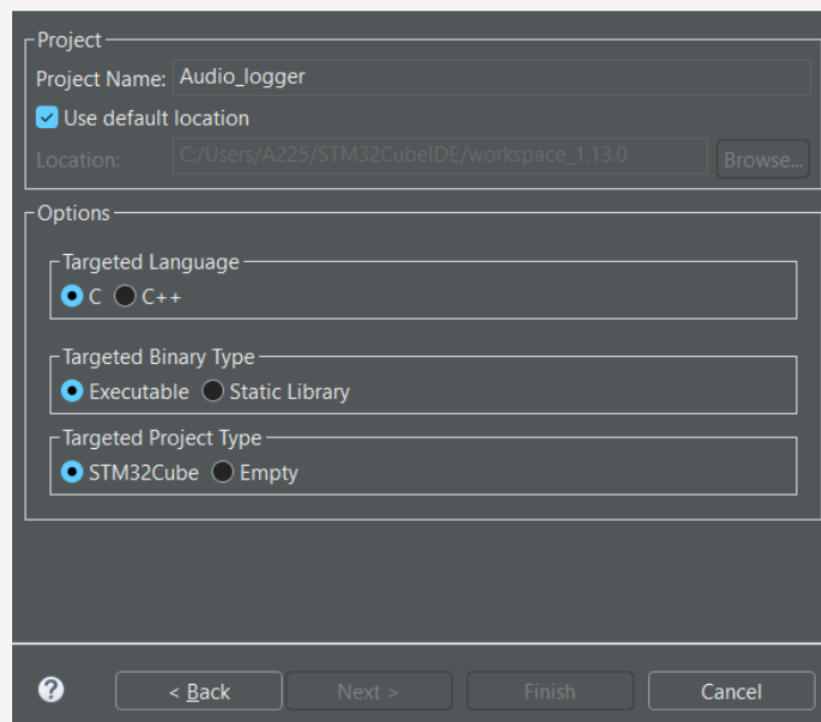 Project
Project Name: Audio_logger
Use default location
Location: C:/Users/A225/STM32CubeIDE/workspace_1.13.0 Browse...
Options
Targeted Language
C C++
Targeted Binary Type
Executable Static Library
Targeted Project Type
STM32Cube Empty
? < Back Next > Finish Cancel